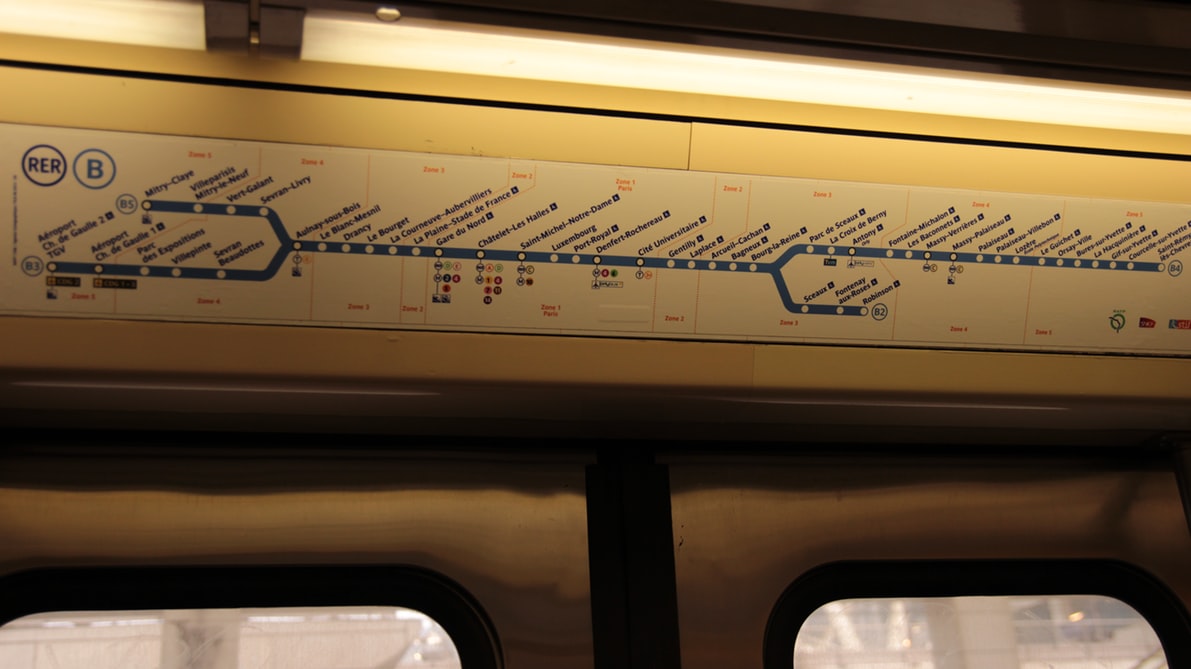 RER B
Zone 5
Zone 4
Zone 3
Zone 2
Zone 1
Paris
Zone 2
Zone 3
Zone 4
Zone 5
B5
Mitry–Claye
Villeparisis
Mitry-le-Neuf
Vert-Galant
Sevran–Livry
B3
Aéroport
Ch. de Gaulle 2
TGV
Aéroport
Ch. de Gaulle 1
Parc
des Expositions
Villepinte
Sevran
Beaudottes
CDG 2
CDG 1 - 3
Aulnay-sous-Bois
Le Blanc-Mesnil
Drancy
Le Bourget
La Courneuve–Aubervilliers
La Plaine–Stade de France
Gare du Nord
Châtelet–Les Halles
Saint-Michel–Notre-Dame
Luxembourg
Port-Royal
Denfert-Rochereau
Cité Universitaire
Gentilly
Laplace
Arcueil–Cachan
Bagneux
Bourg-la-Reine
Parc de Sceaux
La Croix de Berny
Antony
Fontaine-Michalon
Les Baconnets
Massy–Verrières
Massy–Palaiseau
Palaiseau
Palaiseau–Villebon
Lozère
Le Guichet
Orsay-Ville
Bures-sur-Yvette
La Hacquinière
Gif-sur-Yvette
Courcelle-sur-Yvette
B4
Sceaux
Fontenay
aux-Roses
Robinson
B2
Zone 5
Zone 4
Zone 3
Zone 2
Zone 1
Paris
Zone 2
Zone 3
Zone 4
Zone 5